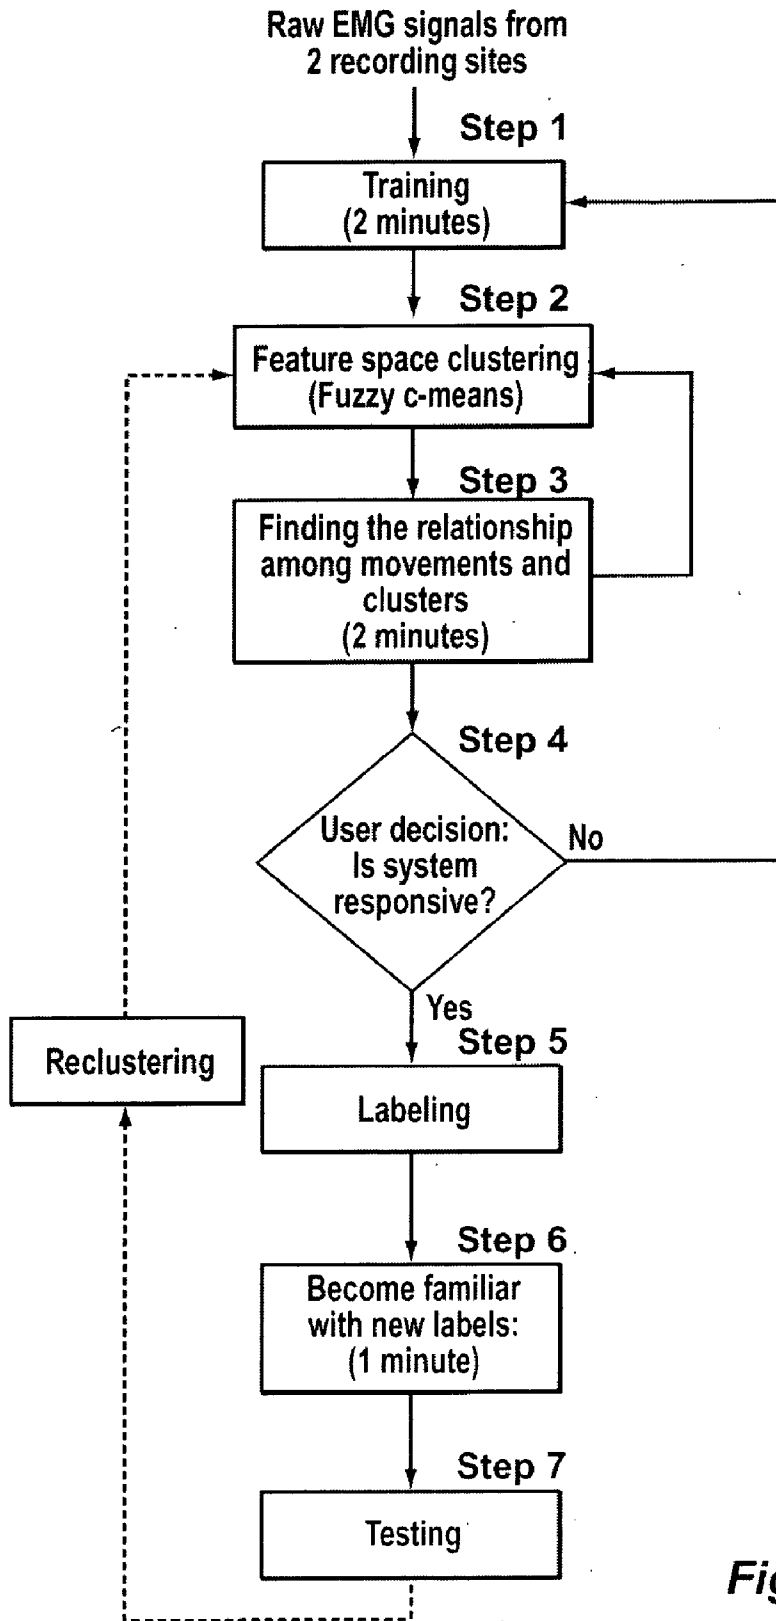 Raw EMG signals from
2 recording sites
Step 1
Training
(2 minutes)
Step 2
Feature space clustering
(Fuzzy c-means)
Step 3
Finding the relationship
among movements and
clusters
(2 minutes)
Step 4
User decision:
Is system
responsive?
No
Yes
Step 5
Reclustering
Labeling
Step 6
Become familiar
with new labels:
(1 minute)
Step 7
Testing
Fig